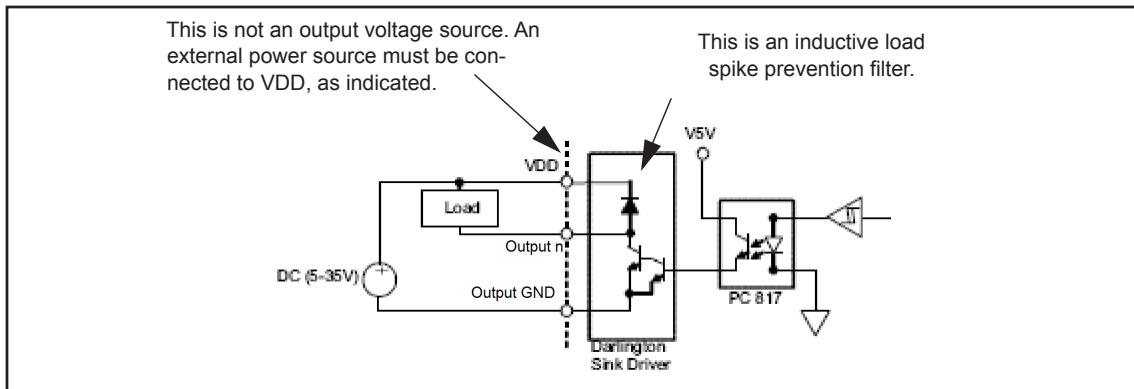 This is not an output voltage source. An
external power source must be con-
nected to VDD, as indicated.
This is an inductive load
spike prevention filter.
V5V
VDD
Load
Output n
DC (5-35V)
+
Output GND
PC 817
Darlington
Sink Driver